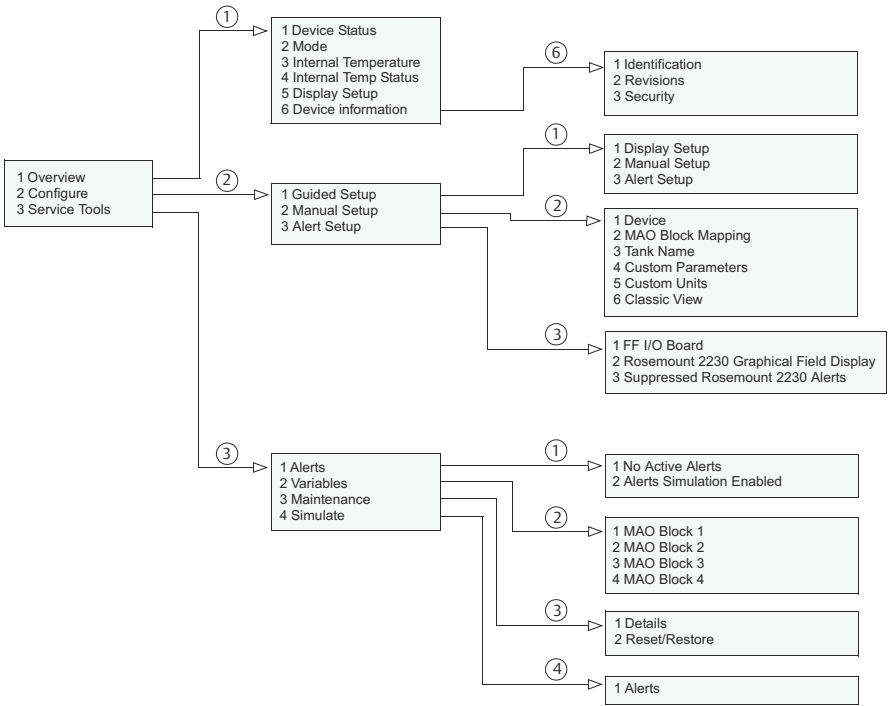 1
1 Device Status
2 Mode
3 Internal Temperature
4 Internal Temp Status
5 Display Setup
6 Device information
6
1 Identification
2 Revisions
3 Security
1 Overview
2 Configure
3 Service Tools
2
1 Guided Setup
2 Manual Setup
3 Alert Setup
1
1 Display Setup
2 Manual Setup
3 Alert Setup
2
1 Device
2 MAO Block Mapping
3 Tank Name
4 Custom Parameters
5 Custom Units
6 Classic View
3
1 FF I/O Board
2 Rosemount 2230 Graphical Field Display
3 Suppressed Rosemount 2230 Alerts
3
1 Alerts
2 Variables
3 Maintenance
4 Simulate
1
1 No Active Alerts
2 Alerts Simulation Enabled
2
1 MAO Block 1
2 MAO Block 2
3 MAO Block 3
4 MAO Block 4
3
1 Details
2 Reset/Restore
4
1 Alerts